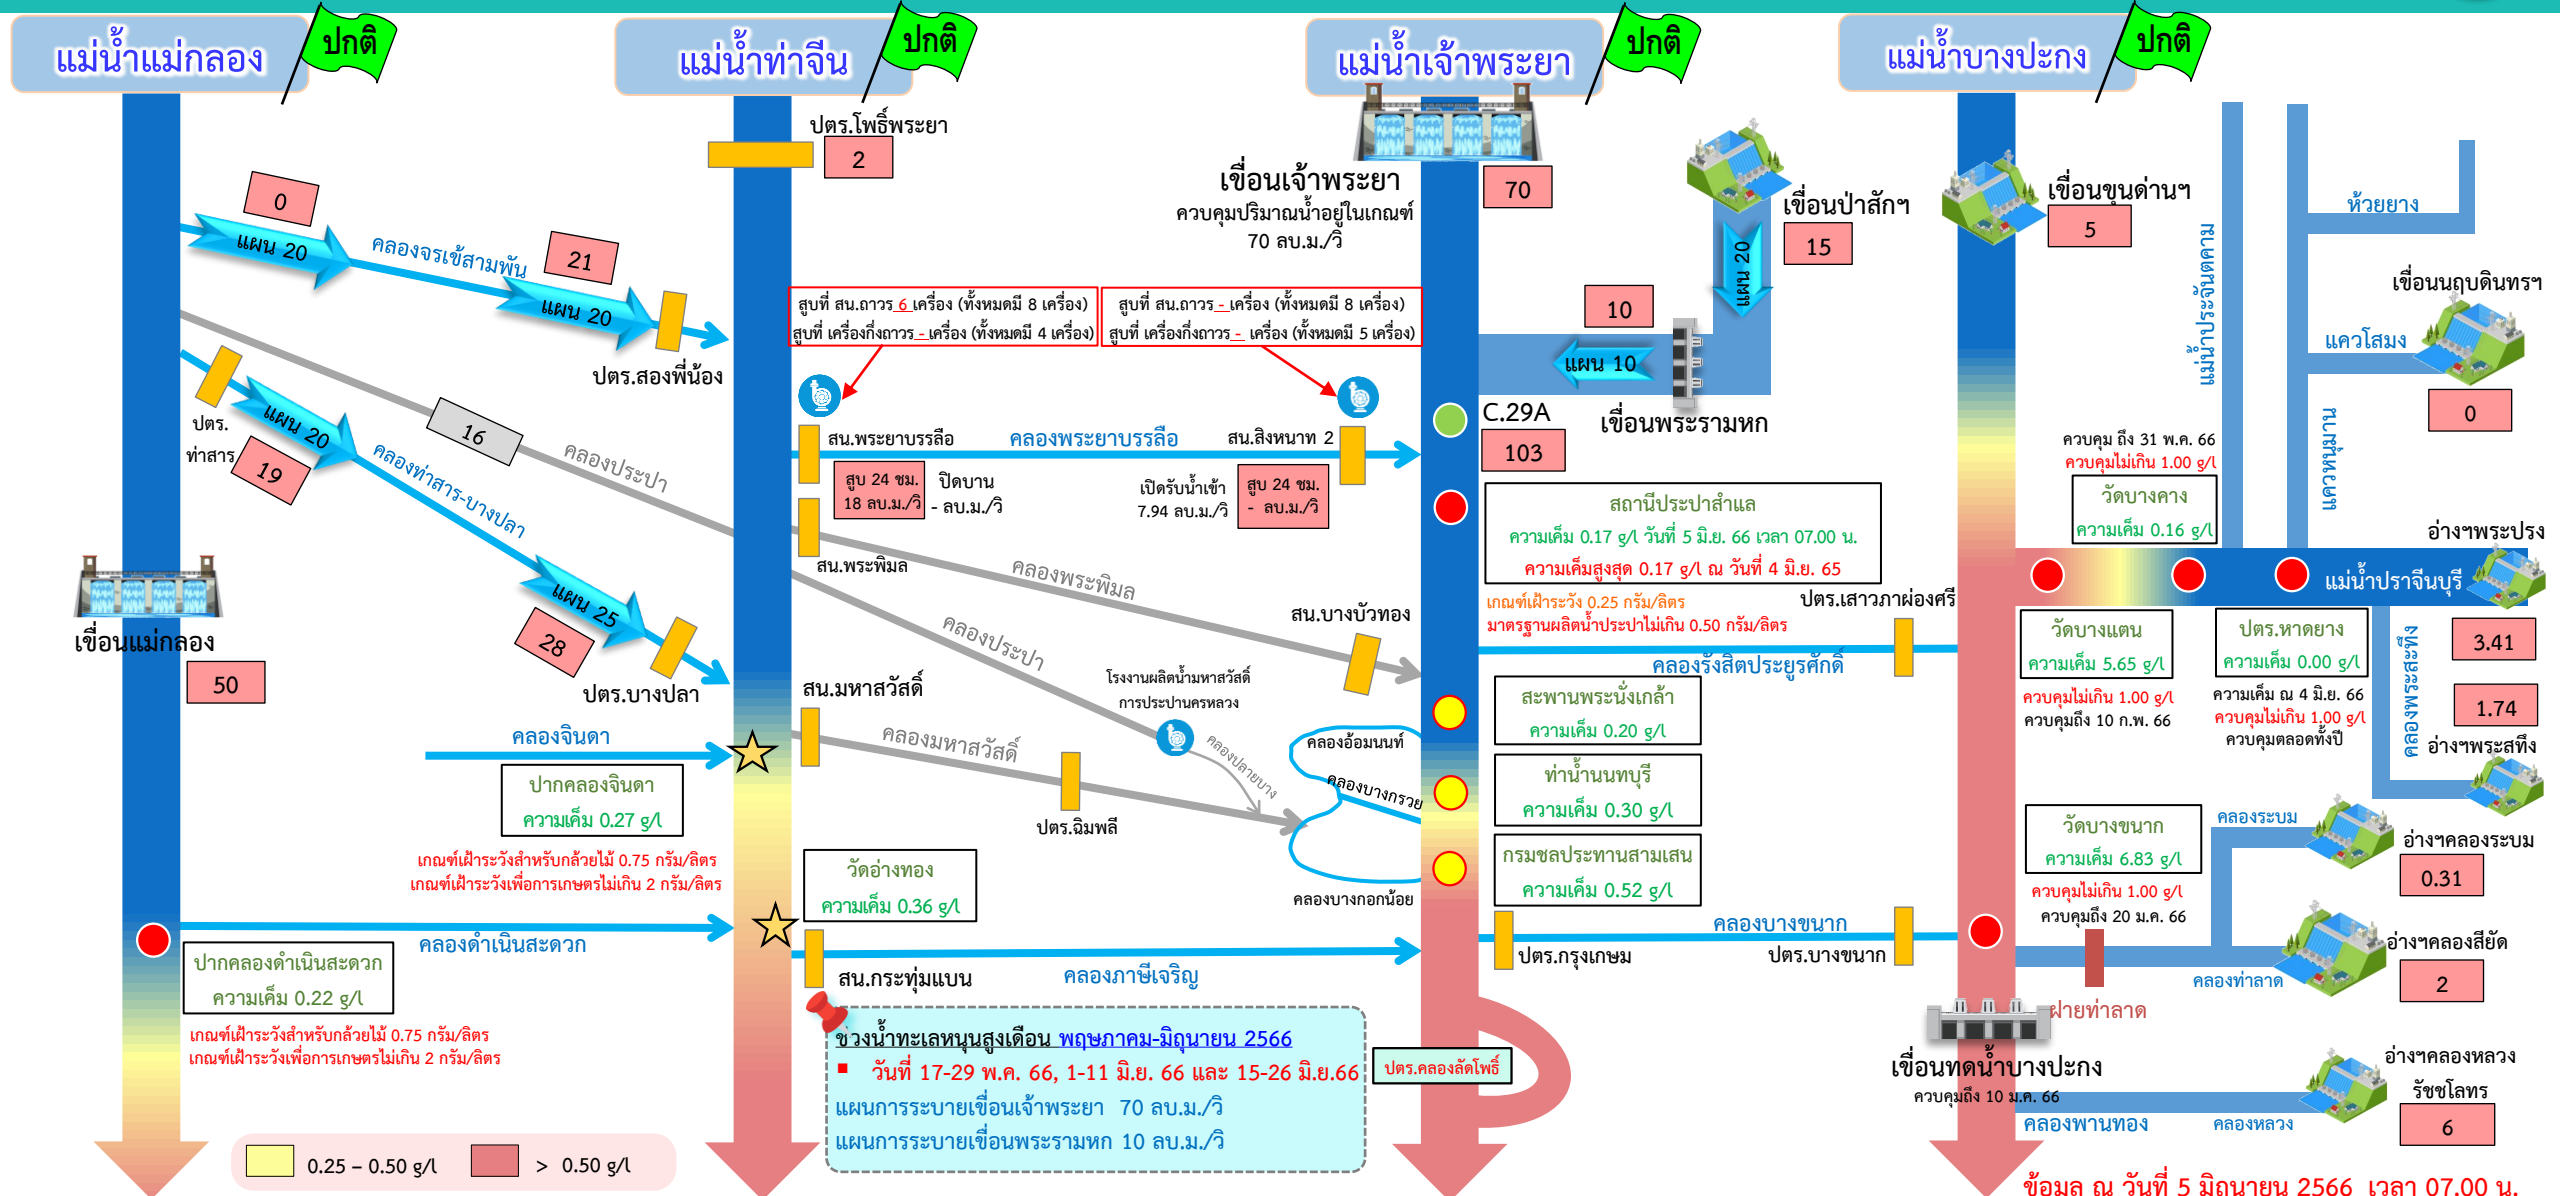 แม่น้ำแม่กลอง
ปกติ
แม่น้ำท่าจีน
ปกติ
แม่น้ำเจ้าพระยา
ปกติ
แม่น้ำบางปะกง
ปกติ
0
แผน 20
คลองจรเข้สามพัน
21
แผน 20
ปตร.สองพี่น้อง
ปตร.
ท่าสาร
แผน 20
19
คลองท่าสาร-บางปลา
16
คลองประปา
แผน 25
28
ปตร.บางปลา
เขื่อนแม่กลอง
50
คลองจินดา
ปากคลองจินดา
ความเค็ม 0.27 g/l
เกณฑ์เฝ้าระวังสำหรับกล้วยไม้ 0.75 กรัม/ลิตร
เกณฑ์เฝ้าระวังเพื่อการเกษตรไม่เกิน 2 กรัม/ลิตร
คลองดำเนินสะดวก
ปากคลองดำเนินสะดวก
ความเค็ม 0.22 g/l
เกณฑ์เฝ้าระวังสำหรับกล้วยไม้ 0.75 กรัม/ลิตร
เกณฑ์เฝ้าระวังเพื่อการเกษตรไม่เกิน 2 กรัม/ลิตร
0.25 – 0.50 g/l
> 0.50 g/l
ปตร.โพธิ์พระยา
2
สูบที่ สน.ถาวร 6 เครื่อง (ทั้งหมดมี 8 เครื่อง)
สูบที่ เครื่องกึ่งถาวร - เครื่อง (ทั้งหมดมี 4 เครื่อง)
สูบที่ สน.ถาวร - เครื่อง (ทั้งหมดมี 8 เครื่อง)
สูบที่ เครื่องกึ่งถาวร - เครื่อง (ทั้งหมดมี 5 เครื่อง)
สน.พระยาบรรลือ
คลองพระยาบรรลือ
สน.สิงหนาท 2
สูบ 24 ชม.
18 ลบ.ม./วิ
ปิดบาน
- ลบ.ม./วิ
เปิดรับน้ำเข้า
7.94 ลบ.ม./วิ
สูบ 24 ชม.
- ลบ.ม./วิ
สน.พระพิมล
คลองพระพิมล
สน.บางบัวทอง
คลองประปา
โรงงานผลิตน้ำมหาสวัสดิ์
การประปานครหลวง
สน.มหาสวัสดิ์
คลองมหาสวัสดิ์
คลองปลายบาง
ปตร.ฉิมพลี
คลองอ้อมนนท์
คลองบางกรวย
คลองบางกอกน้อย
วัดอ่างทอง
ความเค็ม 0.36 g/l
สน.กระทุ่มแบน
คลองภาษีเจริญ
ช่วงน้ำทะเลหนุนสูงเดือน พฤษภาคม-มิถุนายน 2566
▪ วันที่ 17-29 พ.ค. 66, 1-11 มิ.ย. 66 และ 15-26 มิ.ย.66
แผนการระบายเขื่อนเจ้าพระยา 70 ลบ.ม./วิ
แผนการระบายเขื่อนพระรามหก 10 ลบ.ม./วิ
ปตร.คลองลัดโพธิ์
เขื่อนเจ้าพระยา
ควบคุมปริมาณน้ำอยู่ในเกณฑ์
70 ลบ.ม./วิ
70
เขื่อนป่าสักฯ
15
แผน 20
10
แผน 10
เขื่อนพระรามหก
C.29A
103
สถานีประปาสำแล
ความเค็ม 0.17 g/l วันที่ 5 มิ.ย. 66 เวลา 07.00 น.
ความเค็มสูงสุด 0.17 g/l ณ วันที่ 4 มิ.ย. 65
เกณฑ์เฝ้าระวัง 0.25 กรัม/ลิตร
มาตรฐานผลิตน้ำประปาไม่เกิน 0.50 กรัม/ลิตร
ปตร.เสาวภาผ่องศรี
คลองรังสิตประยูรศักดิ์
สะพานพระนั่งเกล้า
ความเค็ม 0.20 g/l
ท่าน้ำนนทบุรี
ความเค็ม 0.30 g/l
กรมชลประทานสามเสน
ความเค็ม 0.52 g/l
คลองบางขนาก
ปตร.กรุงเกษม
ปตร.บางขนาก
เขื่อนขุนด่านฯ
5
แม่น้ำประจันตคาม
ห้วยยาง
เขื่อนนฤบดินทรฯ
แควโสมง
0
แควหนุมาน
ควบคุม ถึง 31 พ.ค. 66
ควบคุมไม่เกิน 1.00 g/l
วัดบางคาง
ความเค็ม 0.16 g/l
อ่างฯพระปรง
แม่น้ำปราจีนบุรี
3.41
วัดบางแตน
ความเค็ม 5.65 g/l
ควบคุมไม่เกิน 1.00 g/l
ควบคุมถึง 10 ก.พ. 66
ปตร.หาดยาง
ความเค็ม 0.00 g/l
ความเค็ม ณ 4 มิ.ย. 66
ควบคุมไม่เกิน 1.00 g/l
ควบคุมตลอดทั้งปี
คลองพระสะทึง
1.74
อ่างฯพระสทึง
วัดบางขนาก
ความเค็ม 6.83 g/l
ควบคุมไม่เกิน 1.00 g/l
ควบคุมถึง 20 ม.ค. 66
คลองระบม
อ่างฯคลองระบม
0.31
อ่างฯคลองสียัด
2
คลองท่าลาด
ฝายท่าลาด
เขื่อนทดน้ำบางปะกง
ควบคุมถึง 10 ม.ค. 66
คลองพานทอง
คลองหลวง
อ่างฯคลองหลวง
รัชชโลทร
6
ข้อมูล ณ วันที่ 5 มิถุนายน 2566 เวลา 07.00 น.